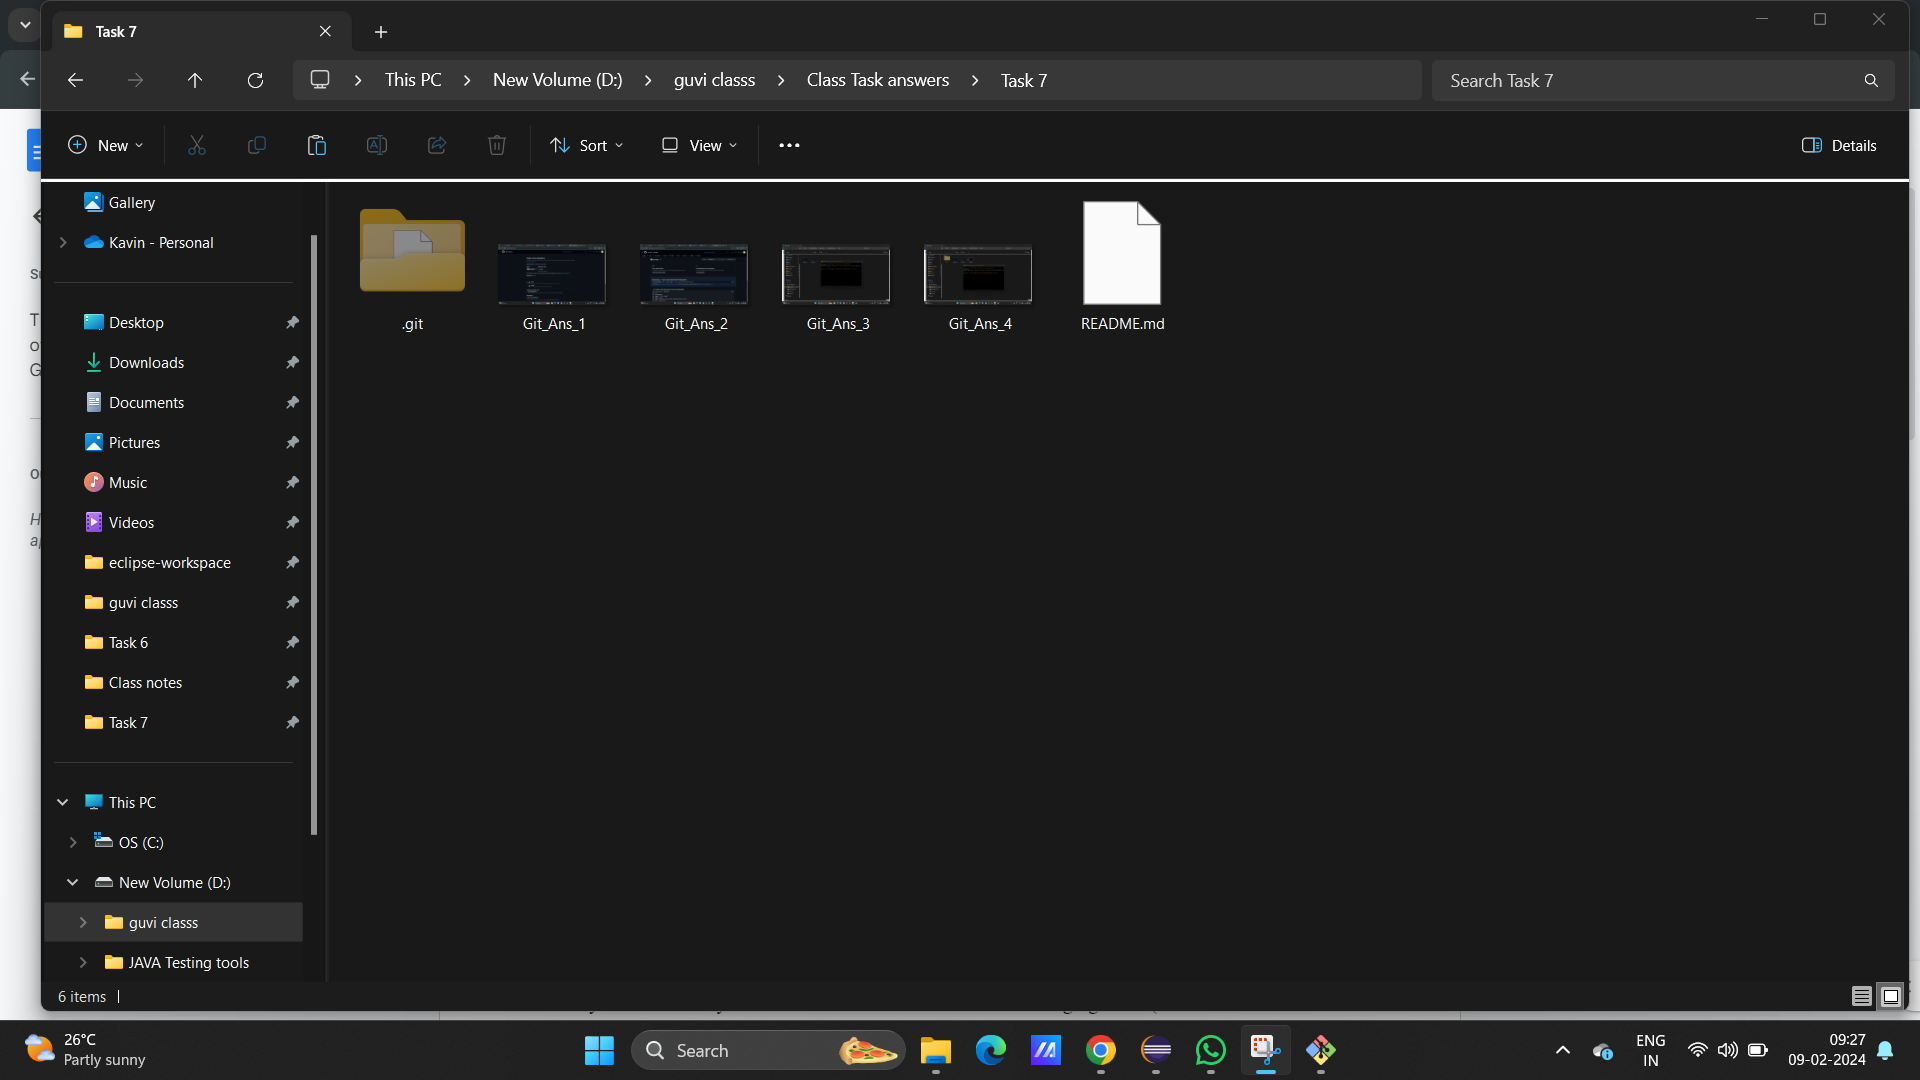 Task 7
This PC
New Volume (D:)
guvi classs
Class Task answers
Task 7
Search Task 7
New
Sort
View
Details
Gallery
Kavin - Personal
Desktop
Downloads
Documents
Pictures
Music
Videos
eclipse-workspace
guvi classs
Task 6
Class notes
Task 7
This PC
OS (C:)
New Volume (D:)
guvi classs
JAVA Testing tools
.git
Git_Ans_1
Git_Ans_2
Git_Ans_3
Git_Ans_4
README.md
6 items
26°C
Partly sunny
Search
ENG
IN
09:27
09-02-2024